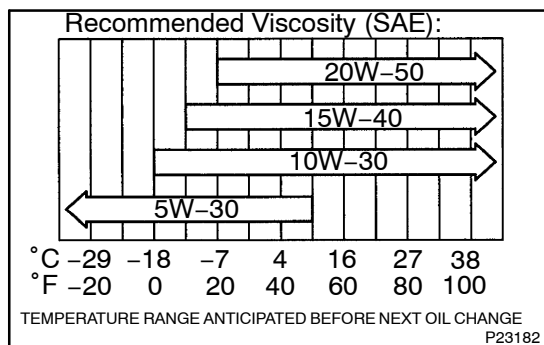 Recommended Viscosity (SAE):
20W−50
15W−40
10W−30
5W−30
°C −29 −18 −7 4 16 27 38
°F −20 0 20 40 60 80 100
TEMPERATURE RANGE ANTICIPATED BEFORE NEXT OIL CHANGE
P23182